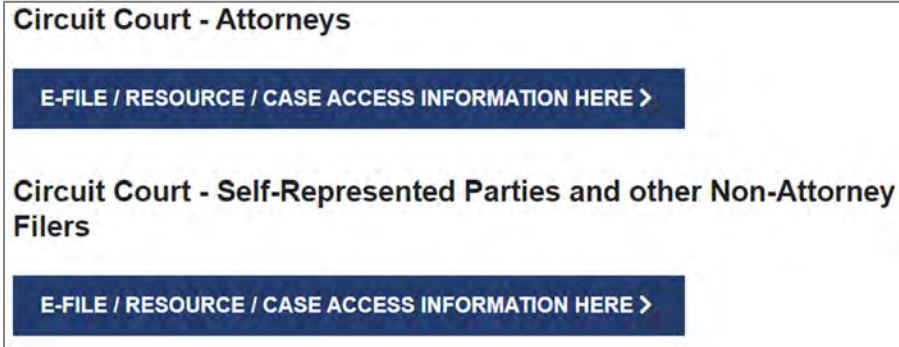 Circuit Court - Attorneys
E-FILE / RESOURCE / CASE ACCESS INFORMATION HERE >
Circuit Court - Self-Represented Parties and other Non-Attorney
Filers
E-FILE / RESOURCE / CASE ACCESS INFORMATION HERE >